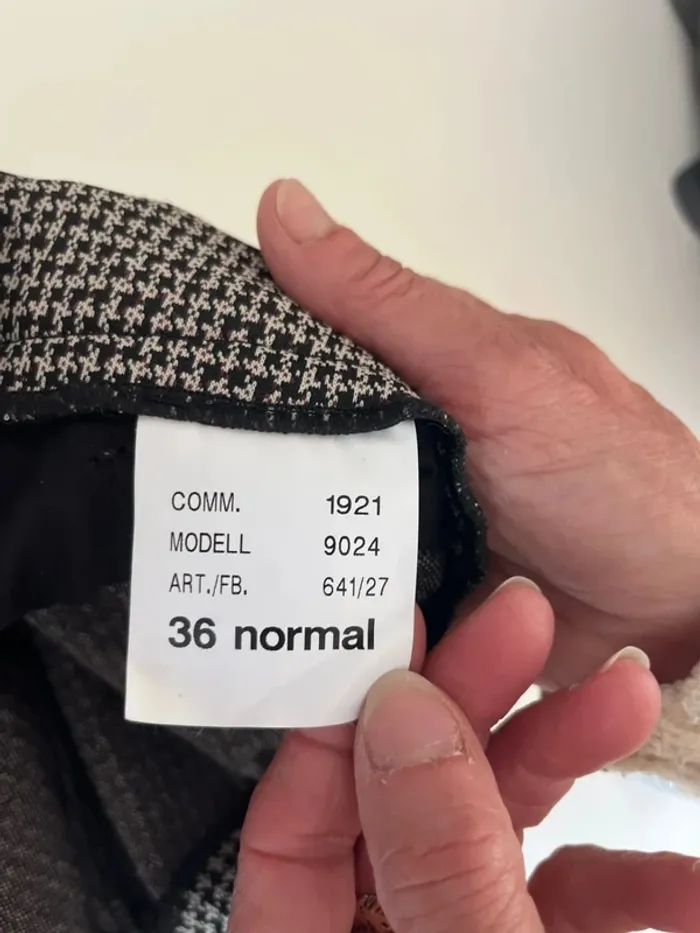 COMM. 1921
MODELL 9024
ART./FB. 641/27
36 normal